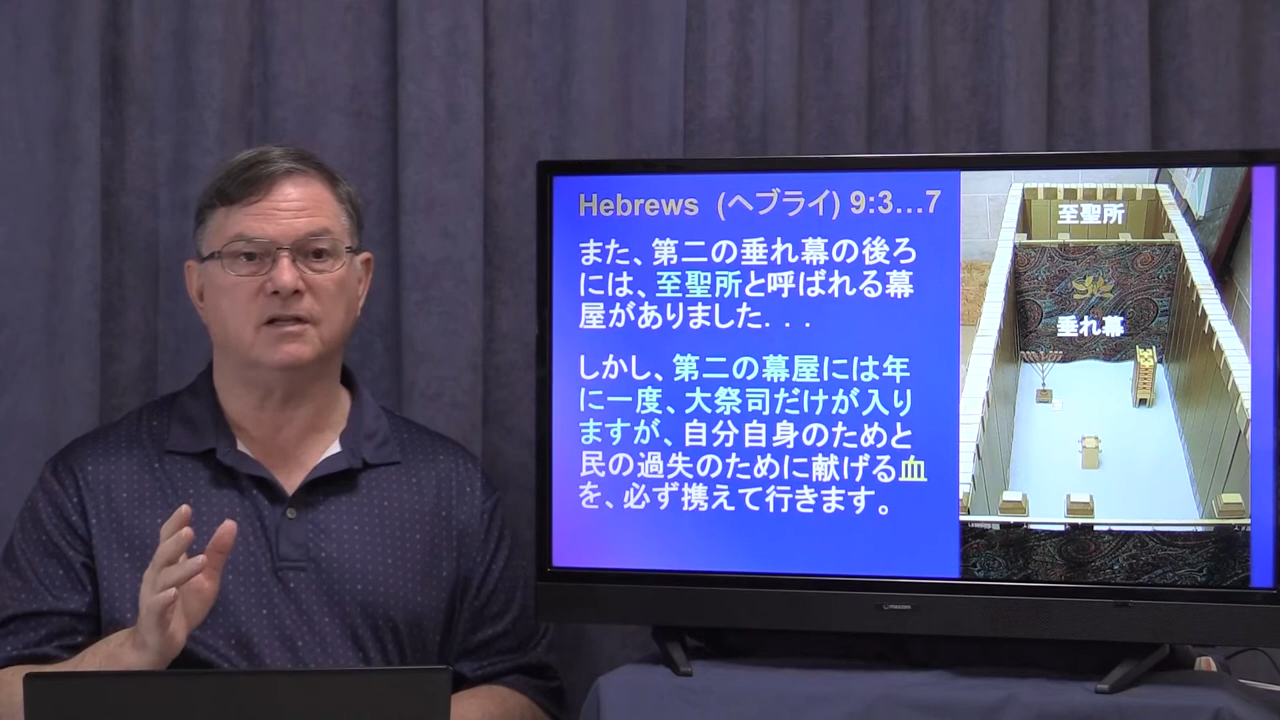 Hebrews (ヘブライ) 9:3...7
また、第二の垂れ幕の後ろ
には、至聖所と呼ばれる幕
屋がありました. . .
しかし、第二の幕屋には年
に一度、大祭司だけが入り
ますが、自分自身のためと
民の過失のために献げる血
を、必ず携えて行きます。
至聖所
垂れ幕